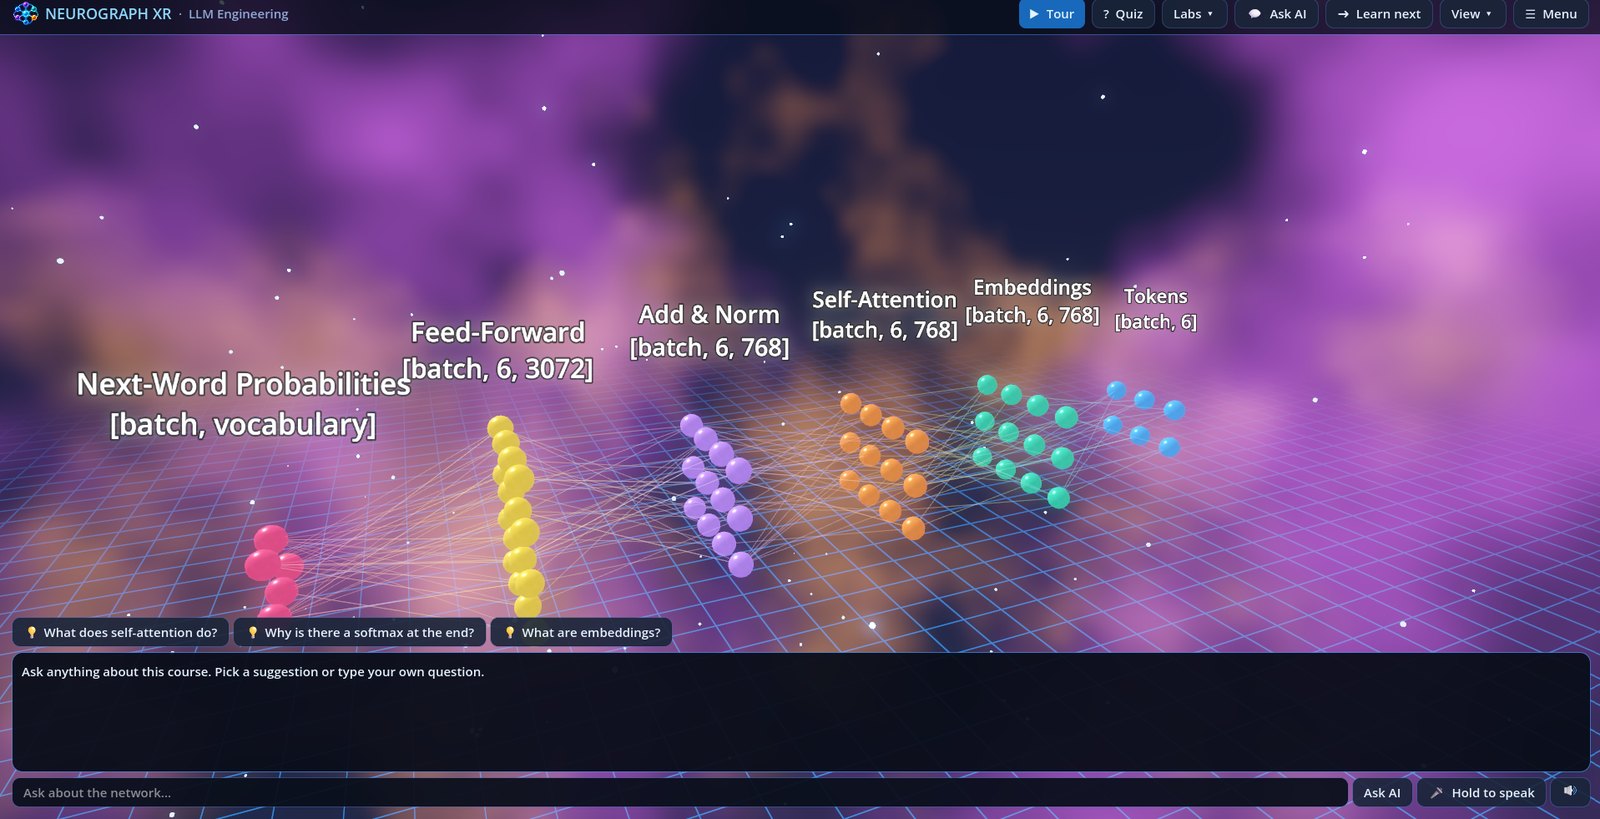 NEUROGRAPH XR · LLM Engineering
▶ Tour
? Quiz
Labs ▾
Ask AI
→ Learn next
View ▾
☰ Menu
Next-Word Probabilities
[batch, vocabulary]
Feed-Forward
[batch, 6, 3072]
Add & Norm
[batch, 6, 768]
Self-Attention
[batch, 6, 768]
Embeddings
[batch, 6, 768]
Tokens
[batch, 6]
What does self-attention do?
Why is there a softmax at the end?
What are embeddings?
Ask anything about this course. Pick a suggestion or type your own question.
Ask about the network...
Ask AI
Hold to speak